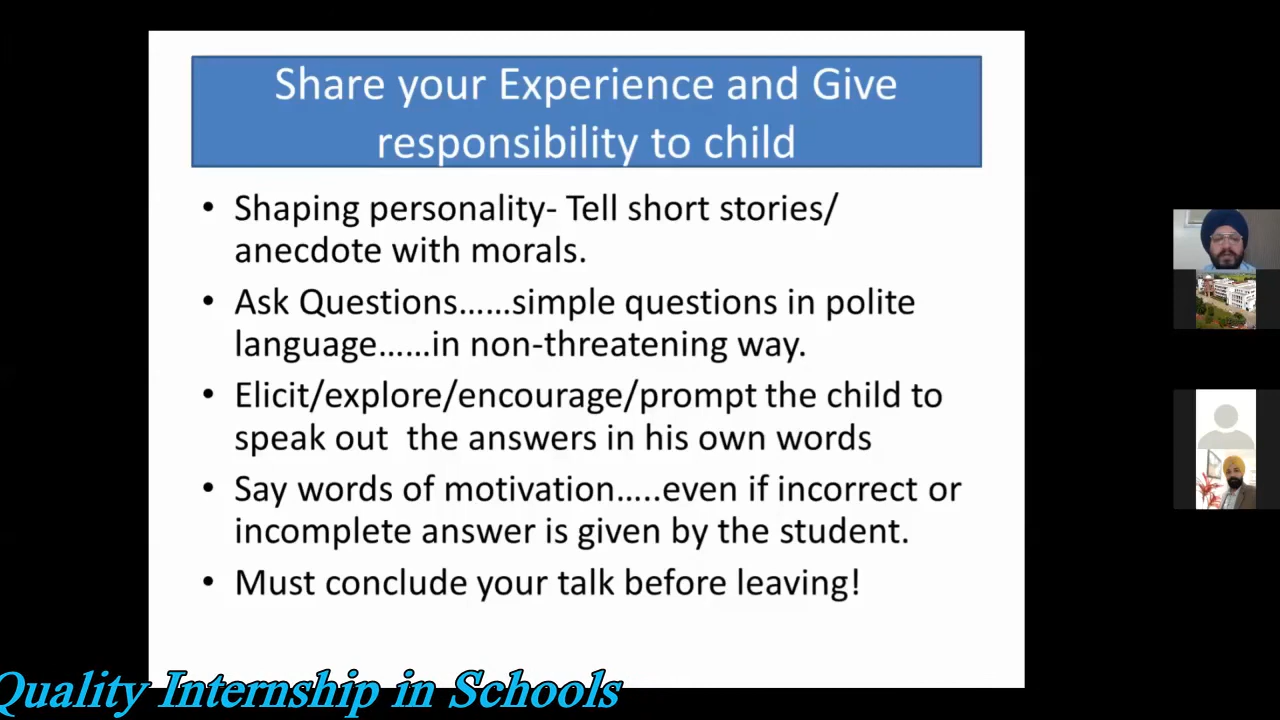 Share your Experience and Give
responsibility to child
• Shaping personality- Tell short stories/
anecdote with morals.
• Ask Questions……simple questions in polite
language……in non-threatening way.
• Elicit/explore/encourage/prompt the child to
speak out  the answers in his own words
• Say words of motivation…..even if incorrect or
incomplete answer is given by the student.
• Must conclude your talk before leaving!
Quality Internship in Schools